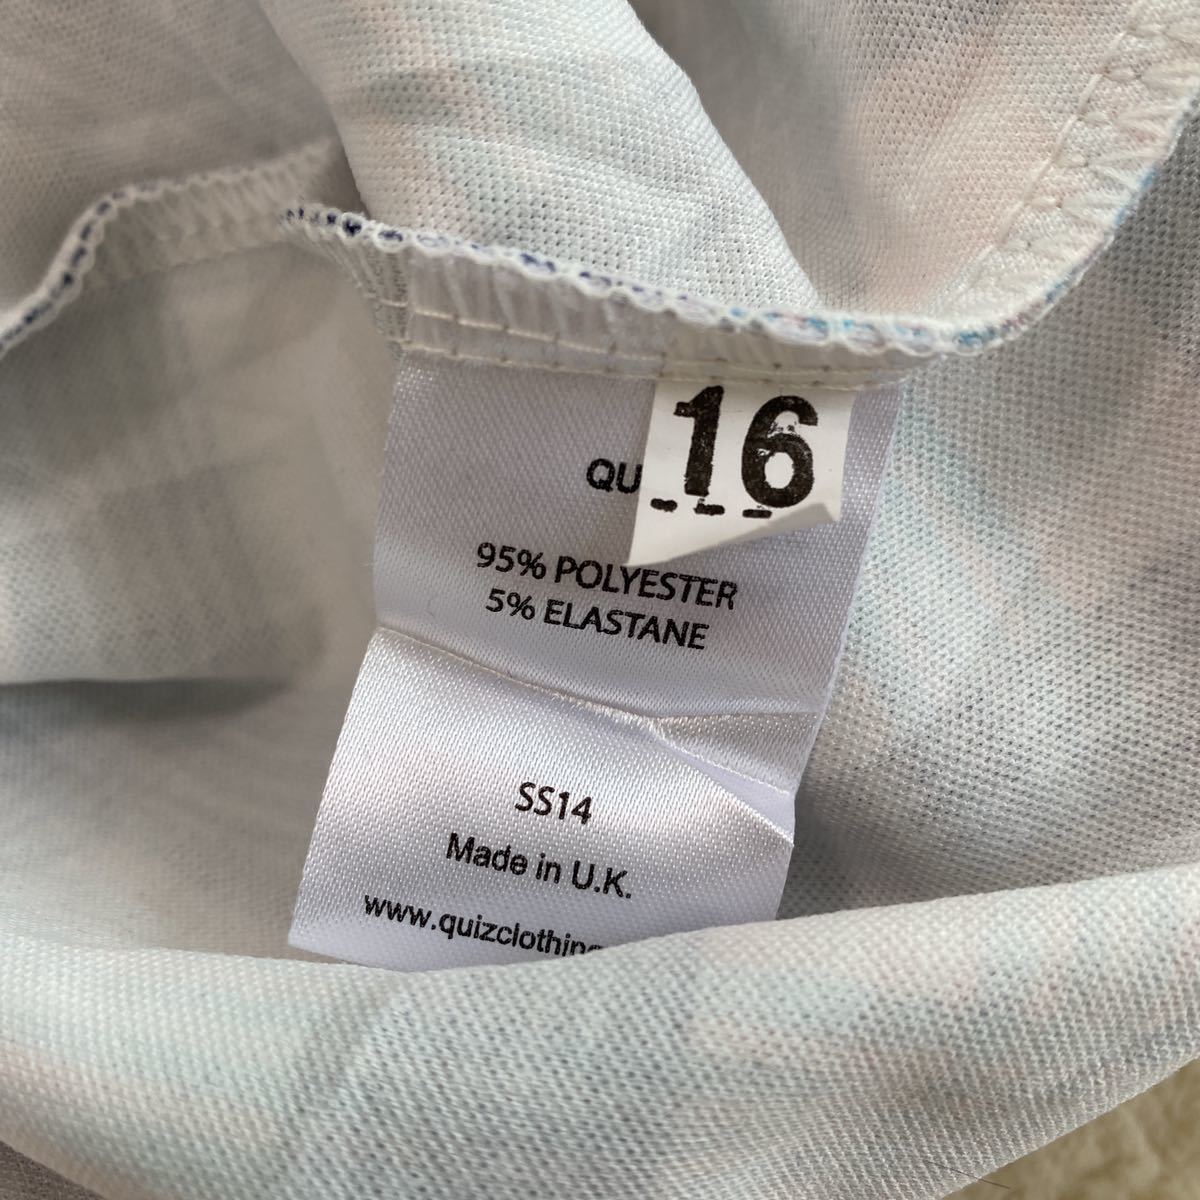 16
QU
95% POLYESTER
5% ELASTANE
SS14
Made in U.K.
www.quizclothing